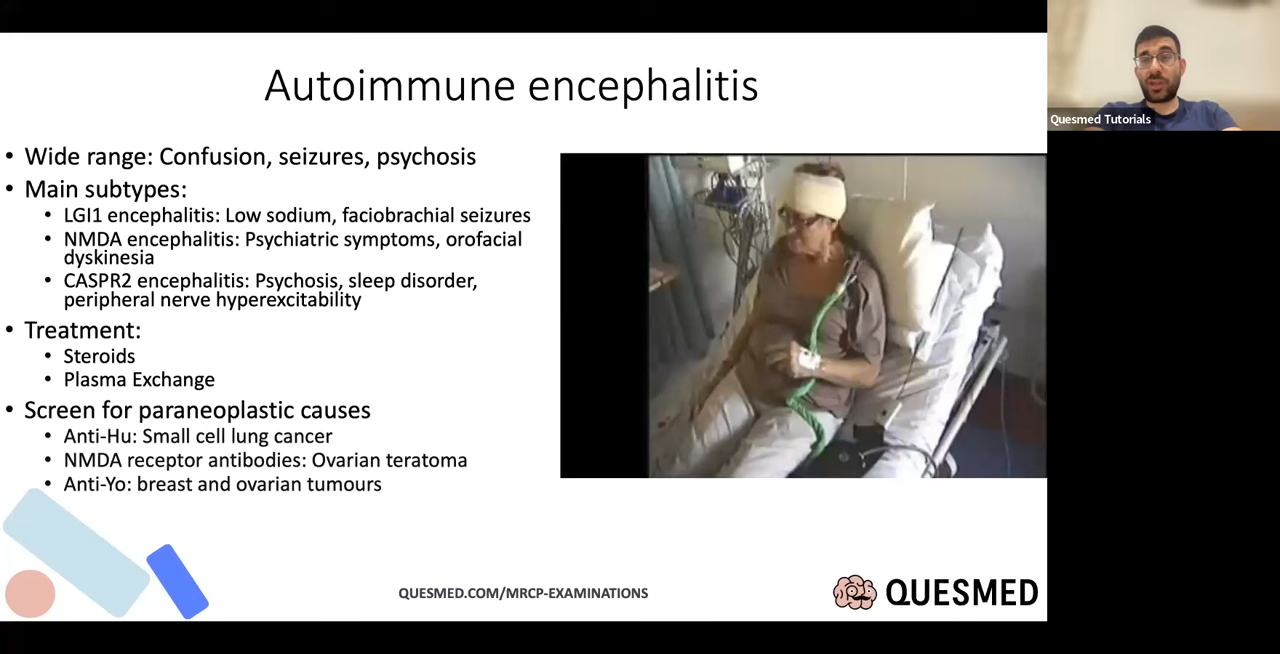 Autoimmune encephalitis
Quesmed Tutorials
• Wide range: Confusion, seizures, psychosis
• Main subtypes:
• LGI1 encephalitis: Low sodium, faciobrachial seizures
• NMDA encephalitis: Psychiatric symptoms, orofacial
dyskinesia
• CASPR2 encephalitis: Psychosis, sleep disorder,
peripheral nerve hyperexcitability
• Treatment:
• Steroids
• Plasma Exchange
• Screen for paraneoplastic causes
• Anti-Hu: Small cell lung cancer
• NMDA receptor antibodies: Ovarian teratoma
• Anti-Yo: breast and ovarian tumours
QUESMED.COM/MRCP-EXAMINATIONS
QUESMED